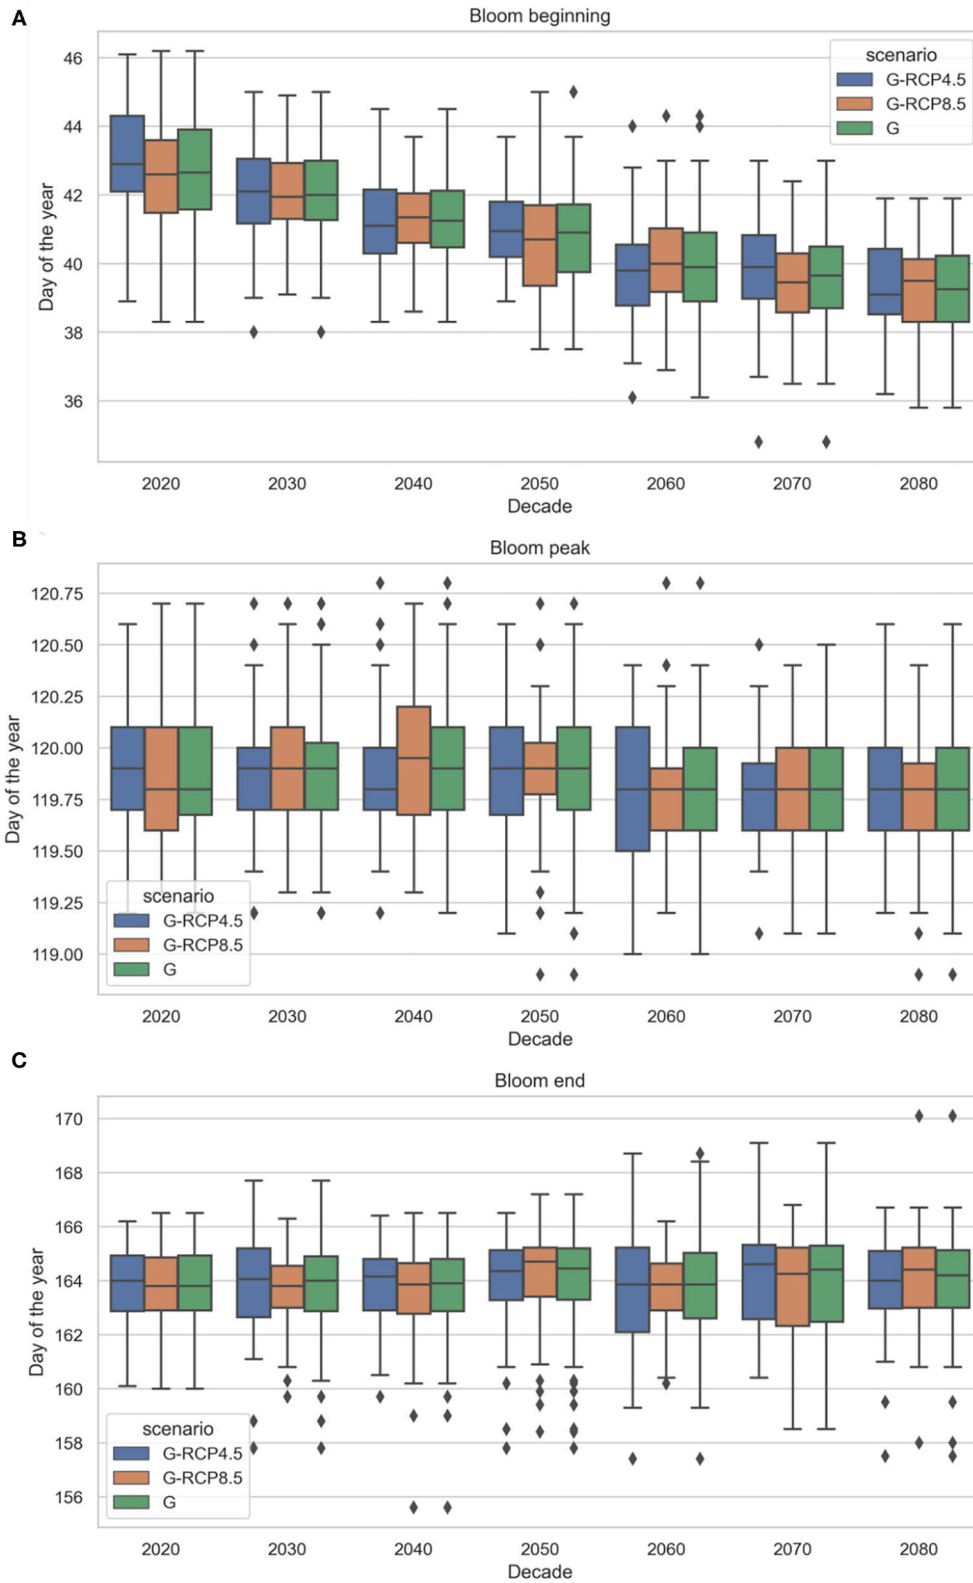 A
Bloom beginning
46
44
42
40
38
36
Day of the year
scenario
G-RCP4.5
G-RCP8.5
G
2020 2030 2040 2050 2060 2070 2080
Decade
B
Bloom peak
120.75
120.50
120.25
120.00
119.75
119.50
119.25
119.00
Day of the year
scenario
G-RCP4.5
G-RCP8.5
G
2020 2030 2040 2050 2060 2070 2080
Decade
C
Bloom end
170
168
166
164
162
160
158
156
Day of the year
scenario
G-RCP4.5
G-RCP8.5
G
2020 2030 2040 2050 2060 2070 2080
Decade